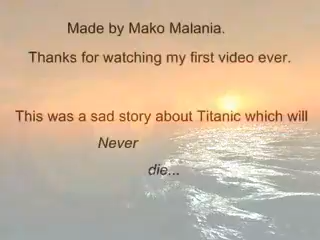 Made by Mako Malania.
Thanks for watching my first video ever.
This was a sad story about Titanic which will
Never
die...